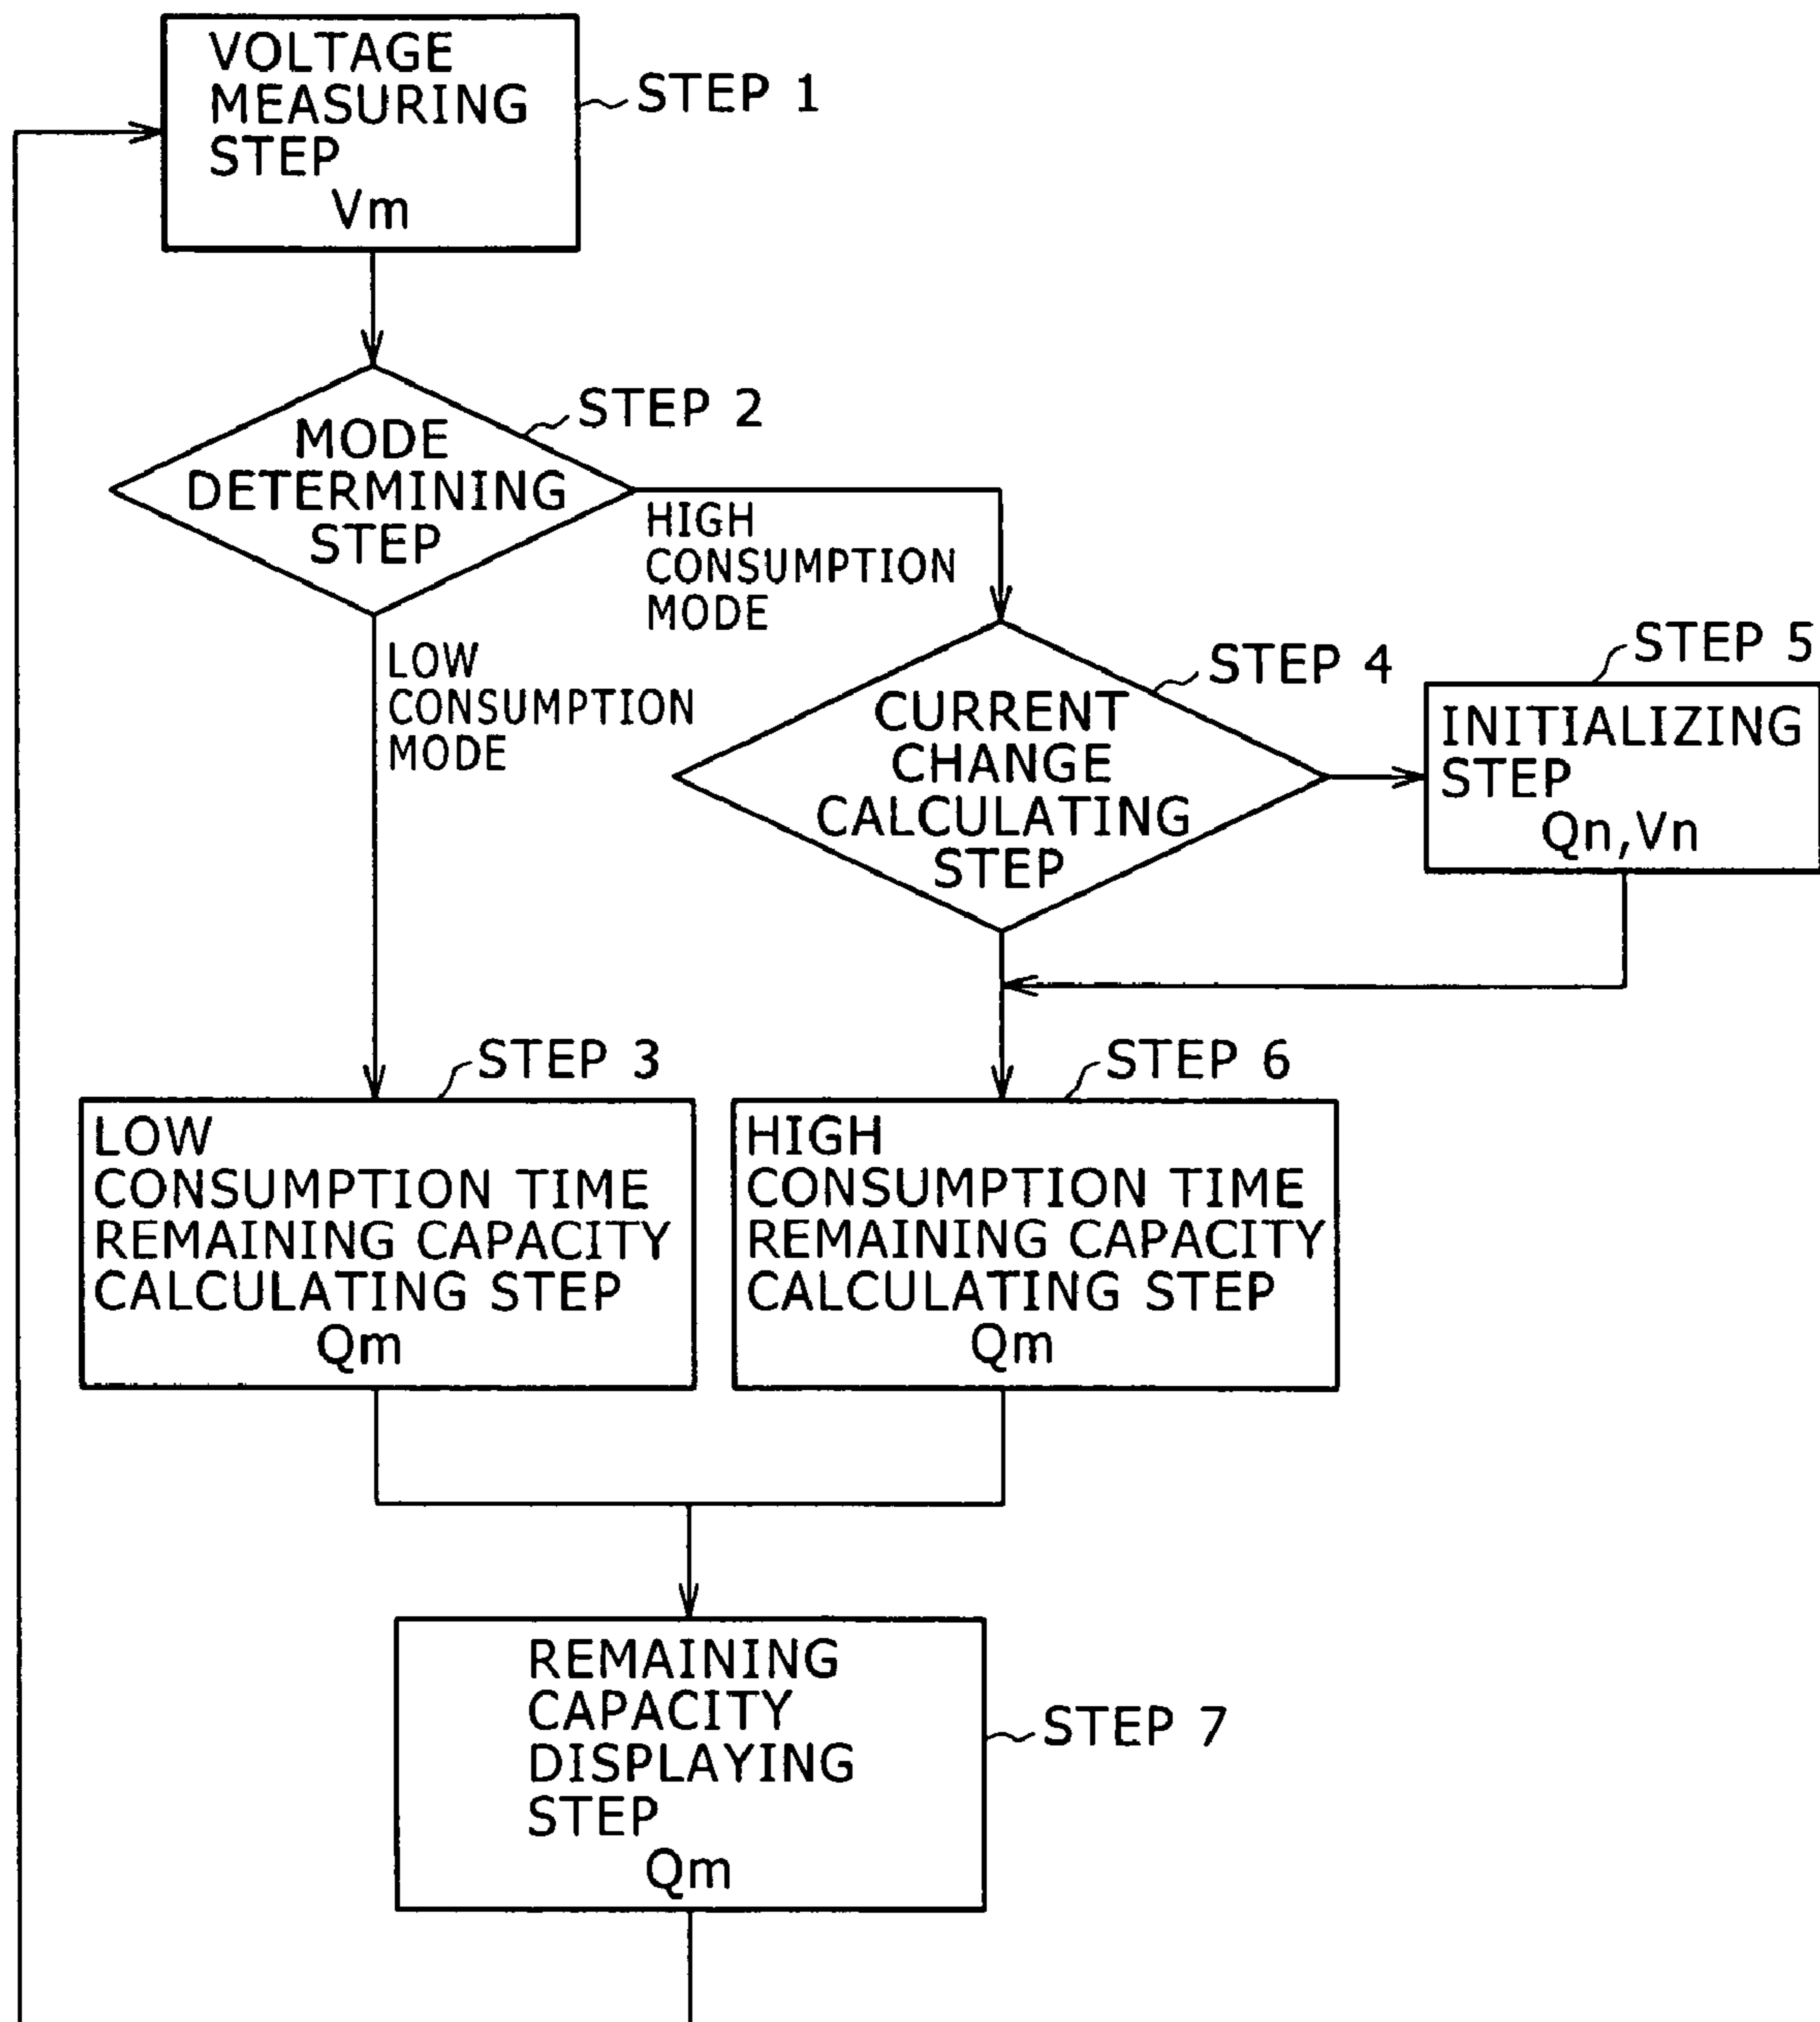 VOLTAGE
MEASURING
STEP
Vm
STEP 1
STEP 2
MODE
DETERMINING
STEP
HIGH
CONSUMPTION
MODE
LOW
CONSUMPTION
MODE
STEP 4
CURRENT
CHANGE
CALCULATING
STEP
STEP 5
INITIALIZING
STEP
Qn,Vn
STEP 3
LOW
CONSUMPTION TIME
REMAINING CAPACITY
CALCULATING STEP
Qm
STEP 6
HIGH
CONSUMPTION TIME
REMAINING CAPACITY
CALCULATING STEP
Qm
REMAINING
CAPACITY
DISPLAYING
STEP
Qm
STEP 7